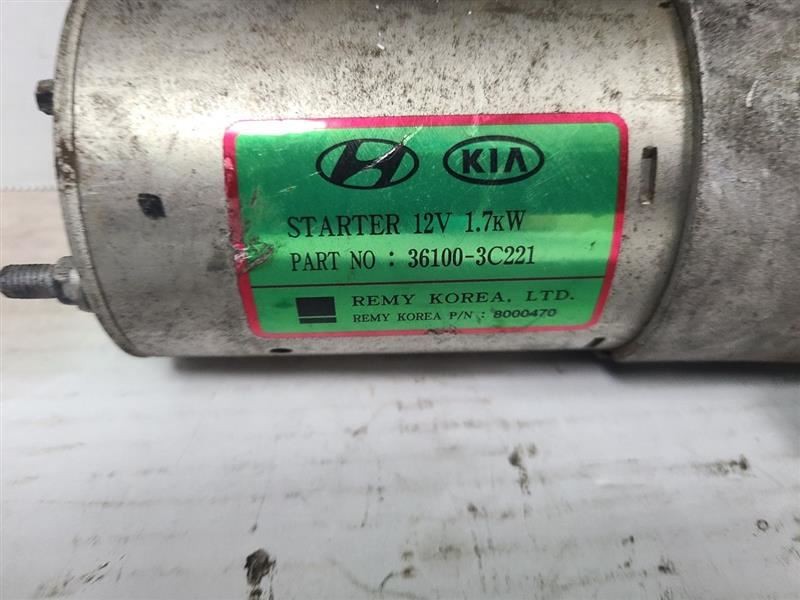 KIA
STARTER 12V 1.7KW
PART NO : 36100-3C221
REMY KOREA, LTD.
REMY KOREA P/N : 8000470